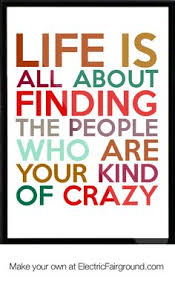 LIFE IS
ALL ABOUT
FINDING
THE PEOPLE
WHO ARE
YOUR KIND
OF CRAZY
Make your own at ElectricFairground.com